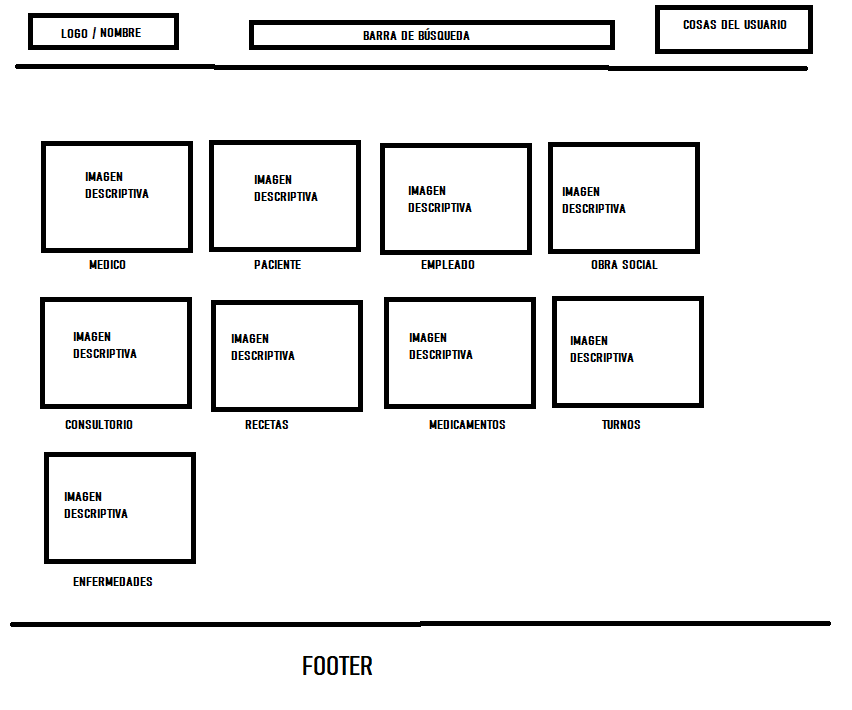 LOGO / NOMBRE
BARRA DE BÚSQUEDA
COSAS DEL USUARIO
IMAGEN
DESCRIPTIVA
MEDICO
IMAGEN
DESCRIPTIVA
PACIENTE
IMAGEN
DESCRIPTIVA
EMPLEADO
IMAGEN
DESCRIPTIVA
OBRA SOCIAL
IMAGEN
DESCRIPTIVA
CONSULTORIO
IMAGEN
DESCRIPTIVA
RECETAS
IMAGEN
DESCRIPTIVA
MEDICAMENTOS
IMAGEN
DESCRIPTIVA
TURNOS
IMAGEN
DESCRIPTIVA
ENFERMEDADES
FOOTER